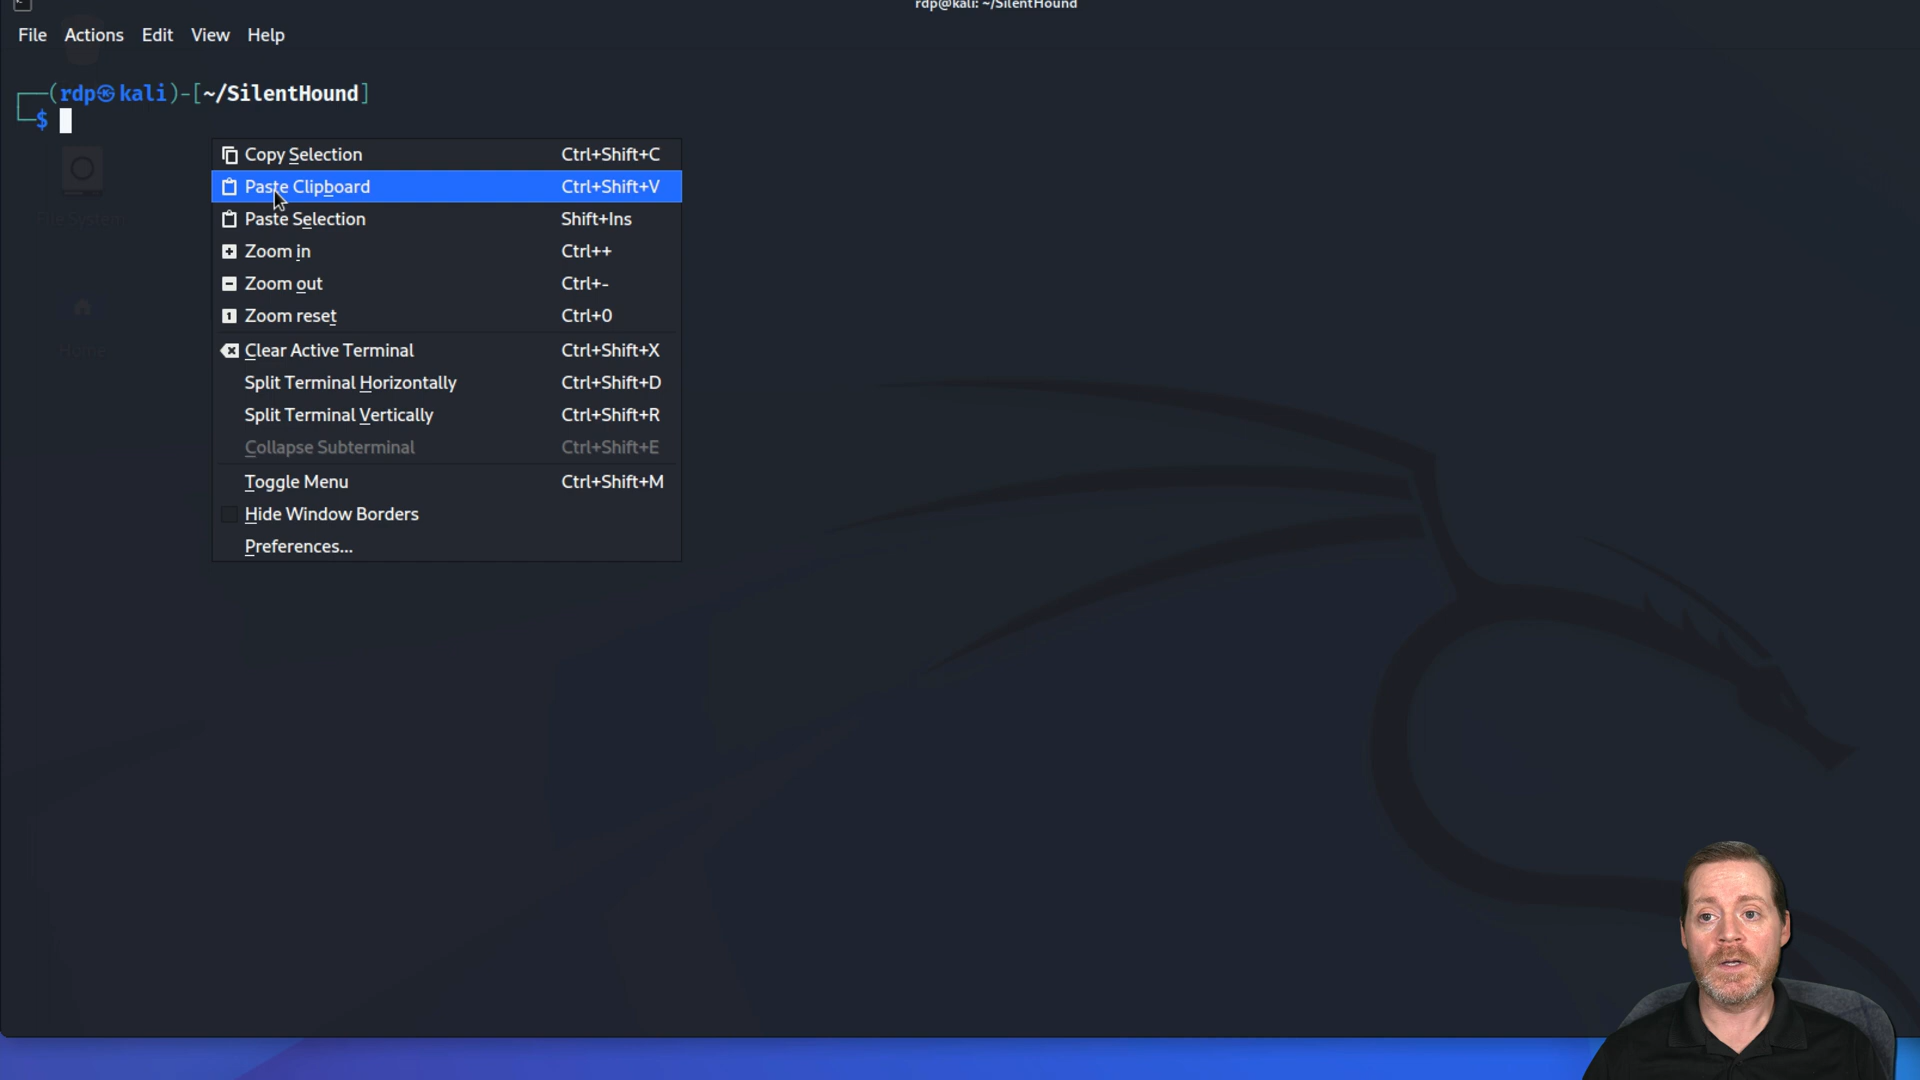 rdp@kali: ~/SilentHound
File Actions Edit View Help
┌──(rdp㉿kali)-[~/SilentHound]
└─$
File System
Home
Copy Selection Ctrl+Shift+C
Paste Clipboard Ctrl+Shift+V
Paste Selection Shift+Ins
Zoom in Ctrl++
Zoom out Ctrl+-
Zoom reset Ctrl+0
Clear Active Terminal Ctrl+Shift+X
Split Terminal Horizontally Ctrl+Shift+D
Split Terminal Vertically Ctrl+Shift+R
Collapse Subterminal Ctrl+Shift+E
Toggle Menu Ctrl+Shift+M
Hide Window Borders
Preferences...